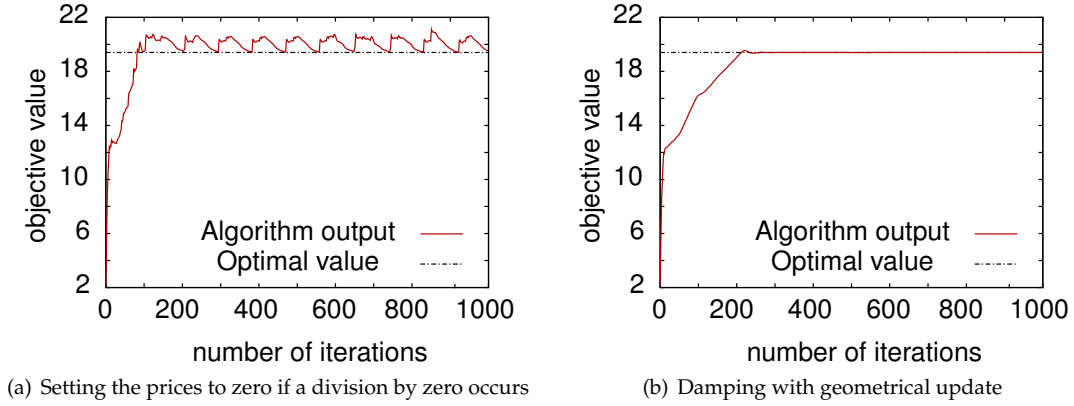 22
18
14
10
6
2
objective value
Algorithm output
Optimal value
0 200 400 600 800 1000
number of iterations
(a) Setting the prices to zero if a division by zero occurs
22
18
14
10
6
2
objective value
Algorithm output
Optimal value
0 200 400 600 800 1000
number of iterations
(b) Damping with geometrical update